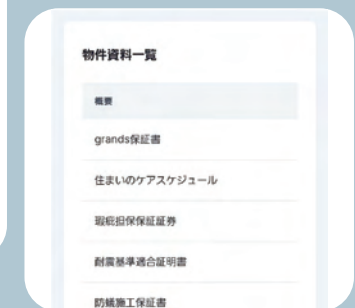 物件資料一覧
概要
grands保証書
住まいのケアスケジュール
瑕疵担保保証証券
耐震基準適合証明書
防蟻施工保証書